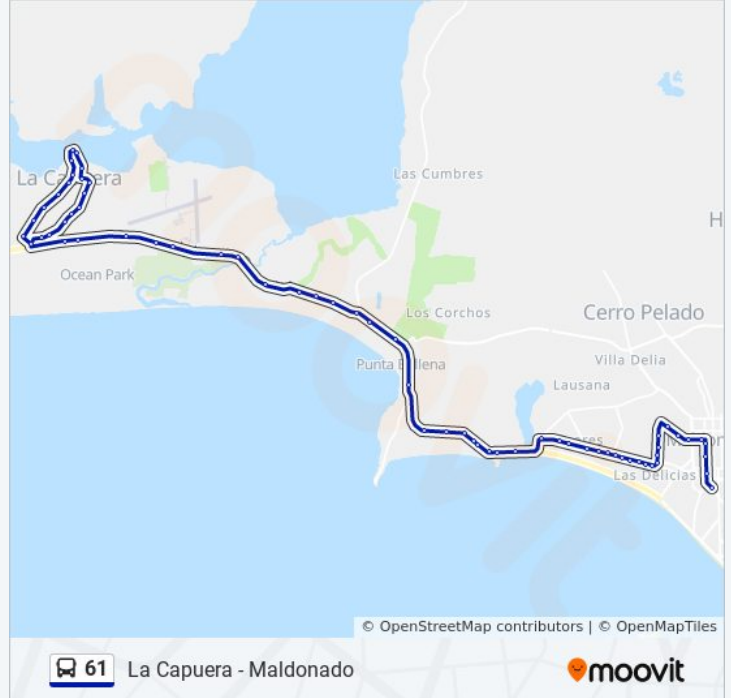 Las Cumbres
La Capuera
H
Ocean Park
Los Corchos
Cerro Pelado
Punta Ballena
Villa Delia
Lausana
Las Delicias
© OpenStreetMap contributors | © OpenMapTiles
61 La Capuera - Maldonado
moovit